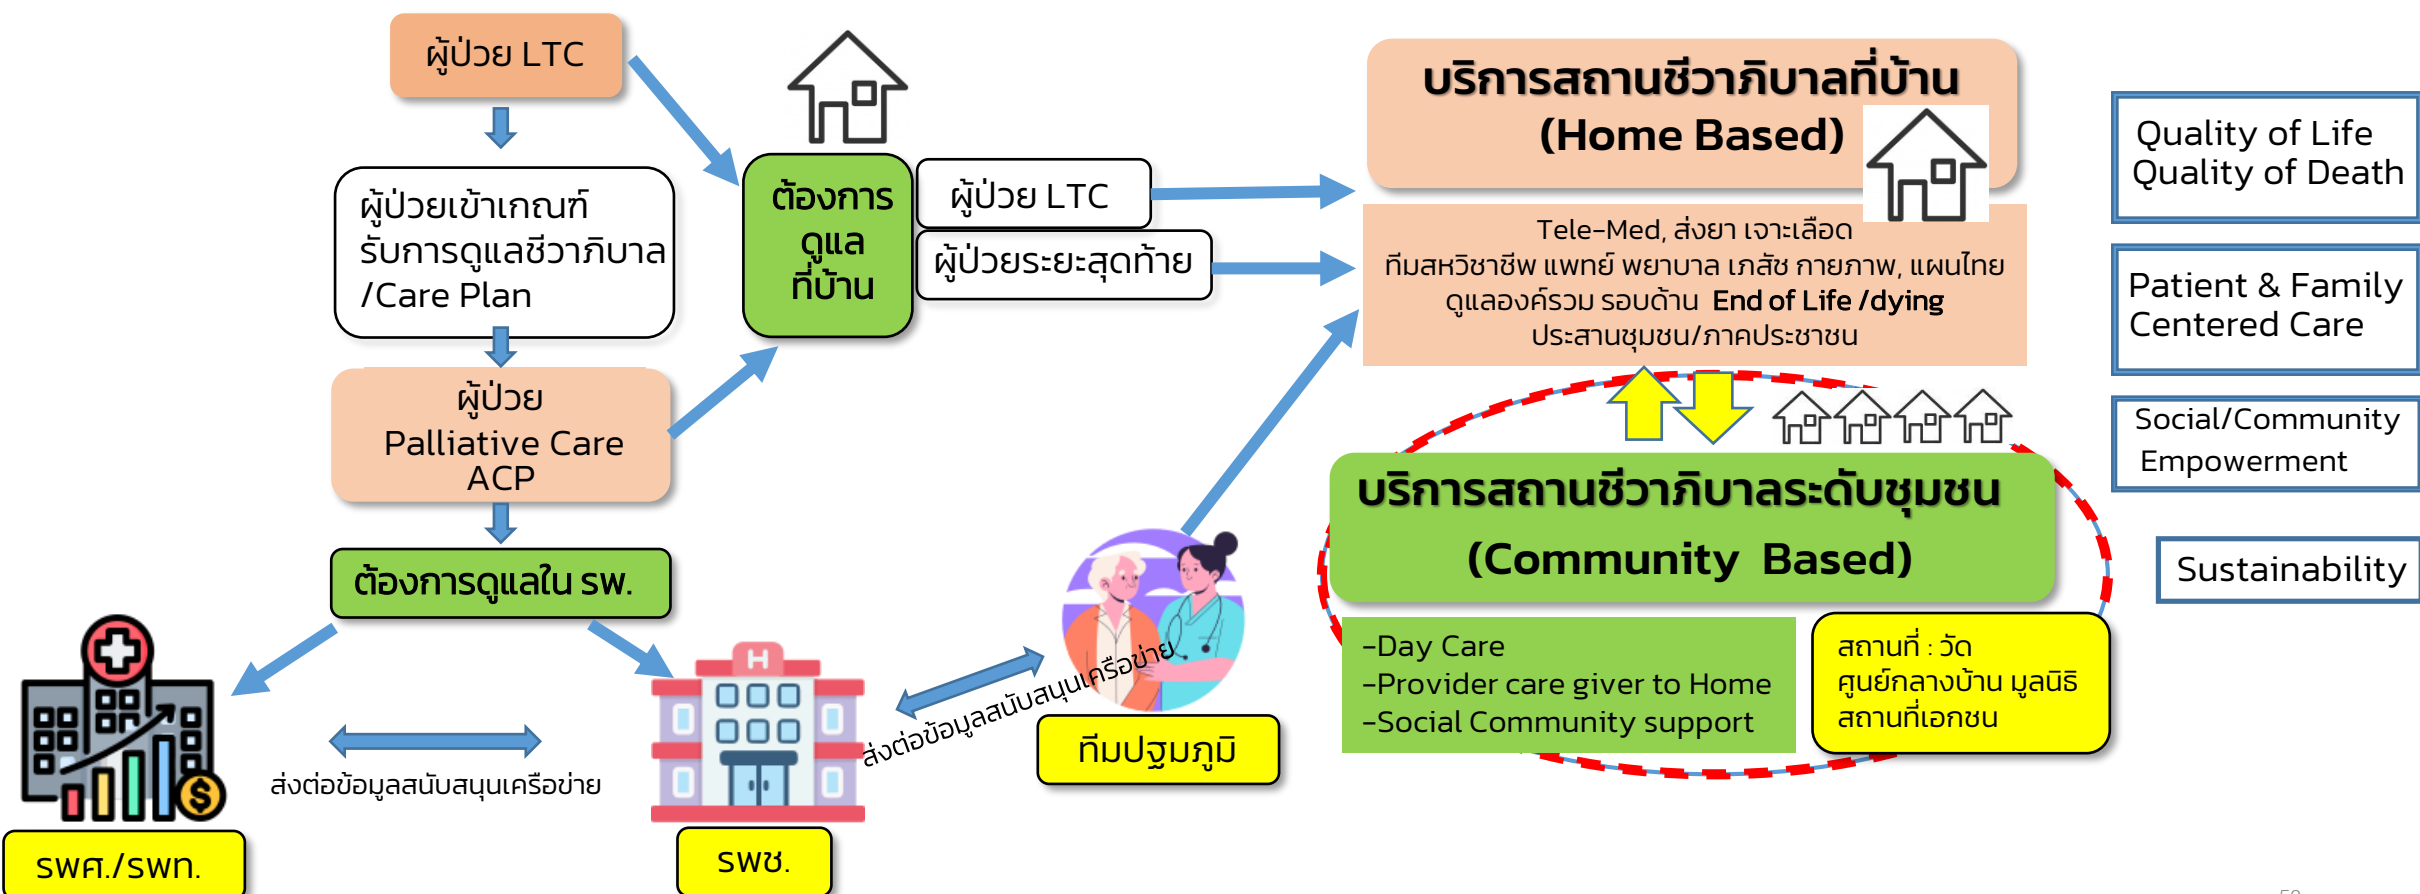 ผู้ป่วย LTC
ผู้ป่วยเข้าเกณฑ์
รับการดูแลชีวาภิบาล
/Care Plan
ผู้ป่วย
Palliative Care
ACP
ต้องการดูแลใน รพ.
รพศ./รพท.
ส่งต่อข้อมูลสนับสนุนเครือข่าย
รพช.
ส่งต่อข้อมูลสนับสนุนเครือข่าย
ทีมปฐมภูมิ
ต้องการ
ดูแล
ที่บ้าน
ผู้ป่วย LTC
ผู้ป่วยระยะสุดท้าย
บริการสถานชีวาภิบาลที่บ้าน
(Home Based)
Tele-Med, ส่งยา เจาะเลือด
ทีมสหวิชาชีพ แพทย์ พยาบาล เภสัช กายภาพ, แผนไทย
ดูแลองค์รวม รอบด้าน End of Life /dying
ประสานชุมชน/ภาคประชาชน
บริการสถานชีวาภิบาลระดับชุมชน
(Community Based)
-Day Care
-Provider care giver to Home
-Social Community support
สถานที่ : วัด
ศูนย์กลางบ้าน มูลนิธิ
สถานที่เอกชน
Quality of Life
Quality of Death
Patient & Family
Centered Care
Social/Community
Empowerment
Sustainability
H
$